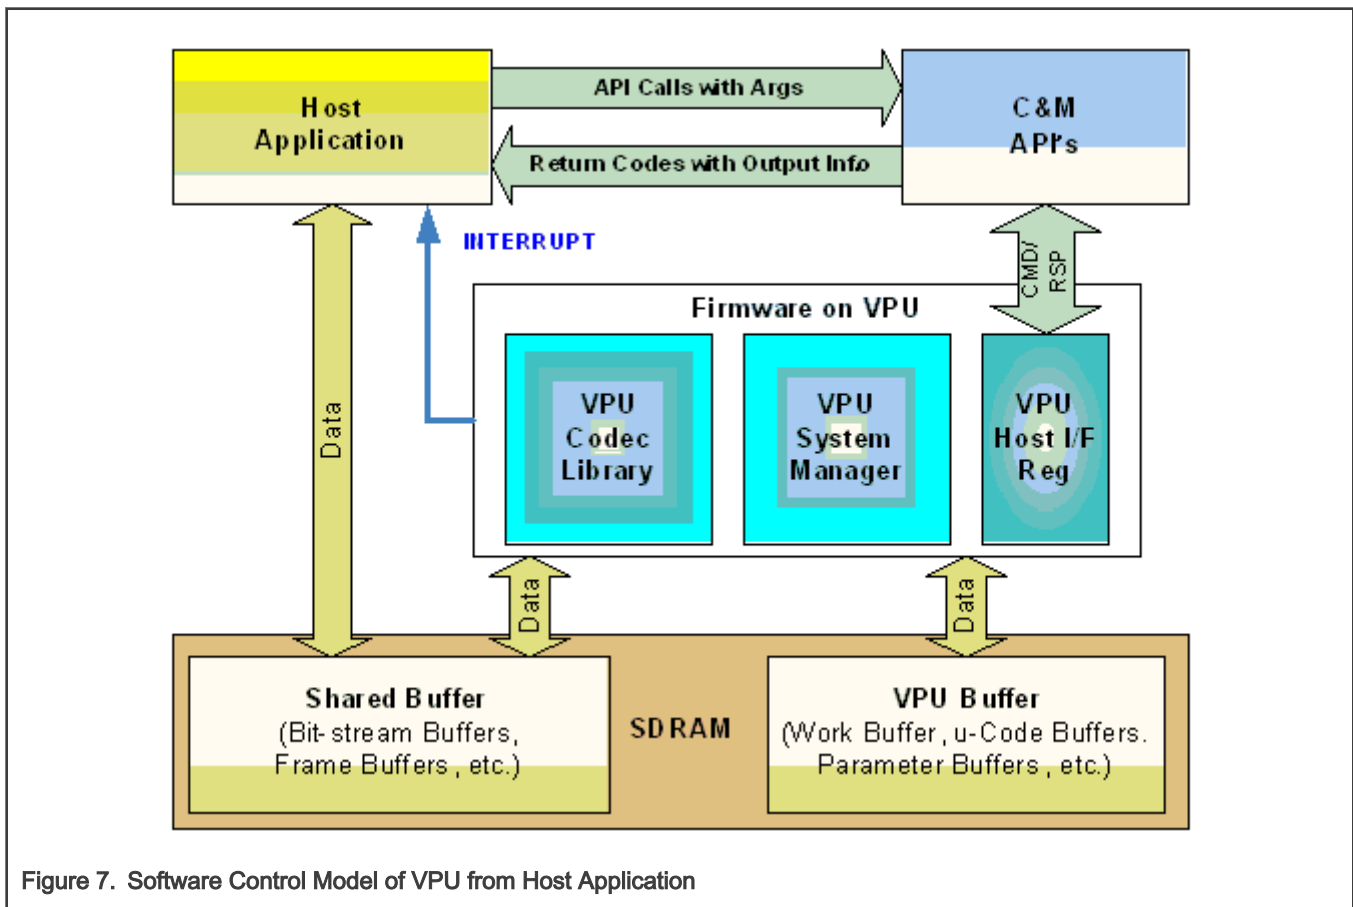 Host
Application
API Calls with Args
Return Codes with Output Info.
C&M
API's
INTERRUPT
CMD/
RSP
Firmware on VPU
VPU
Codec
Library
VPU
System
Manager
VPU
Host I/F
Reg
Data
Data
Data
Shared Buffer
(Bit-stream Buffers,
Frame Buffers, etc.)
SDRAM
VPU Buffer
(Work Buffer, u-Code Buffers.
Parameter Buffers, etc.)
Figure 7. Software Control Model of VPU from Host Application